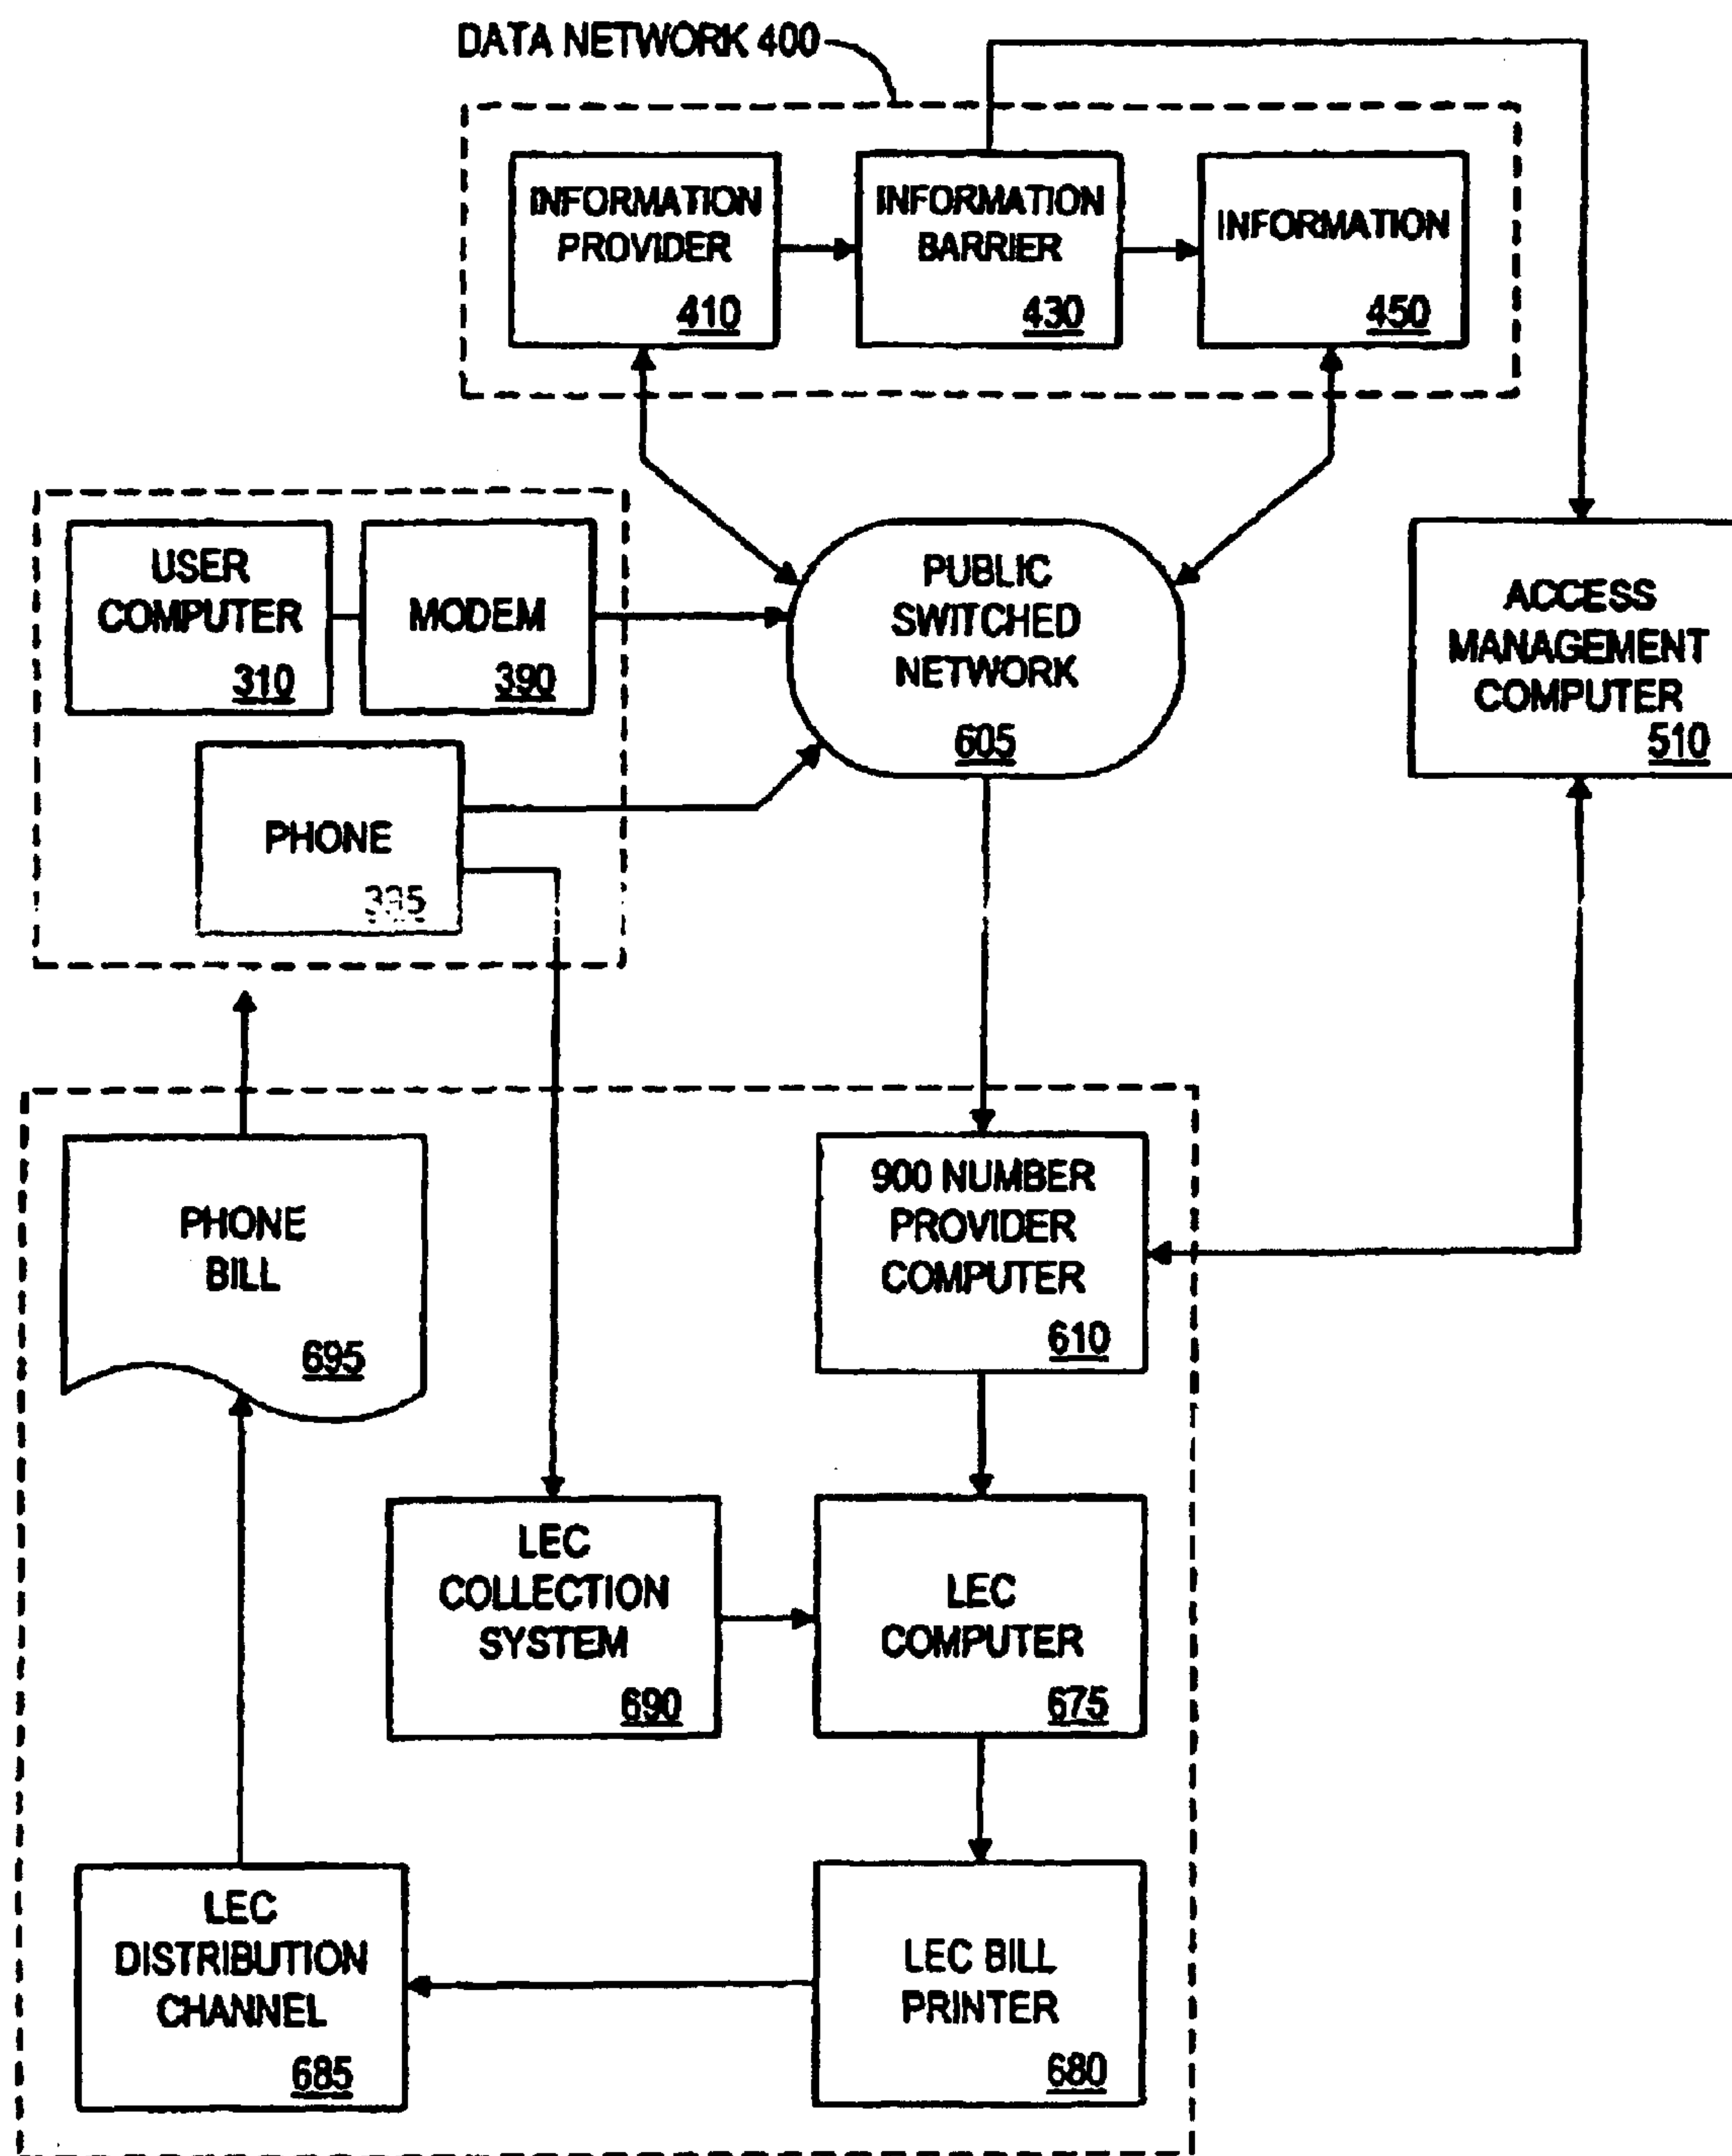 DATA NETWORK 400
INFORMATION
PROVIDER
410
INFORMATION
BARRIER
430
INFORMATION
450
USER
COMPUTER
310
MODEM
390
PUBLIC
SWITCHED
NETWORK
605
ACCESS
MANAGEMENT
COMPUTER
510
PHONE
335
PHONE
BILL
695
900 NUMBER
PROVIDER
COMPUTER
610
LEC
COLLECTION
SYSTEM
690
LEC
COMPUTER
675
LEC
DISTRIBUTION
CHANNEL
685
LEC BILL
PRINTER
680